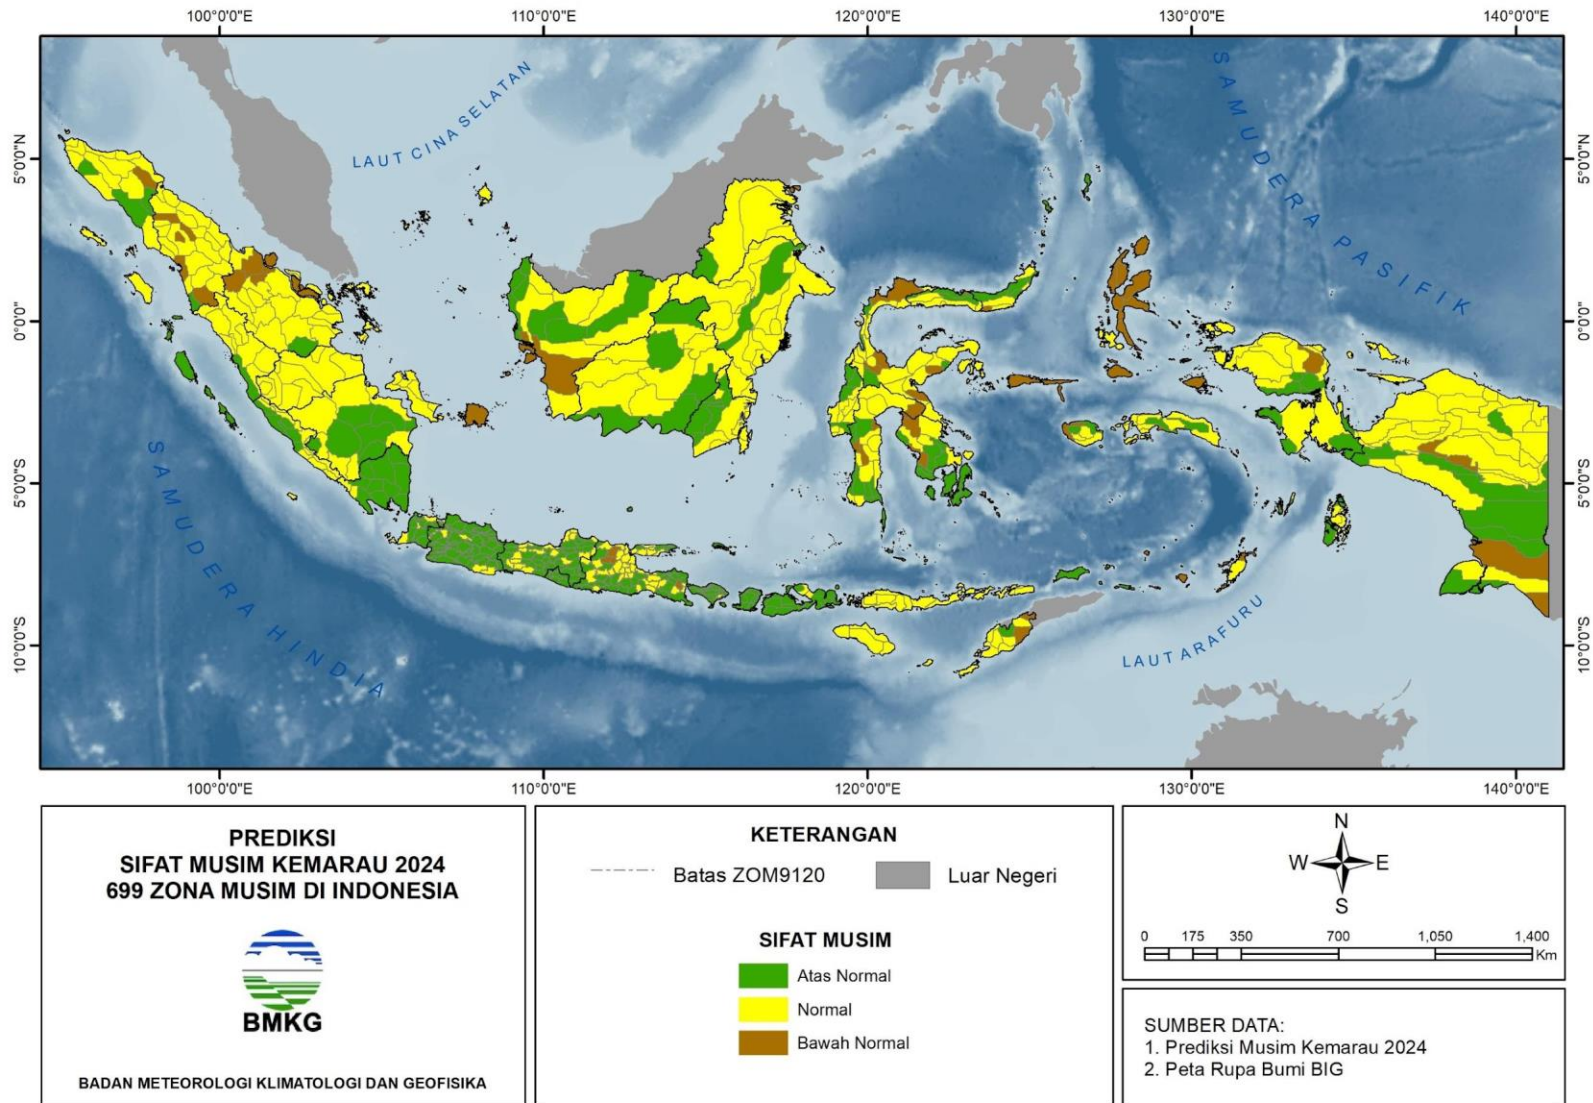 100°0'0"E
110°0'0"E
120°0'0"E
130°0'0"E
140°0'0"E
5°0'0"N
0°0'0"
5°0'0"S
10°0'0"S
LAUT CINA SELATAN
SAMUDERA PASIFIK
SAMUDERA HINDIA
LAUT ARAFURU
5°0'0"N
0°0'0"
5°0'0"S
10°0'0"S
100°0'0"E
110°0'0"E
120°0'0"E
130°0'0"E
140°0'0"E
PREDIKSI
SIFAT MUSIM KEMARAU 2024
699 ZONA MUSIM DI INDONESIA
BMKG
BADAN METEOROLOGI KLIMATOLOGI DAN GEOFISIKA
KETERANGAN
Batas ZOM9120
Luar Negeri
SIFAT MUSIM
Atas Normal
Normal
Bawah Normal
N
W
E
S
0 175 350 700 1,050 1,400
Km
SUMBER DATA:
1. Prediksi Musim Kemarau 2024
2. Peta Rupa Bumi BIG